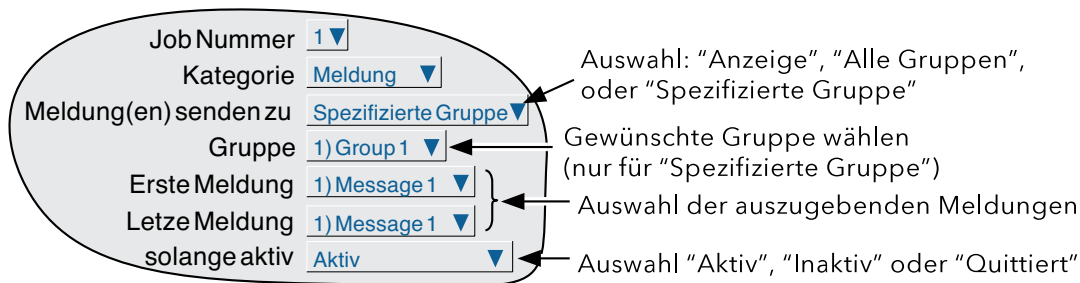 Job Nummer 1
Kategorie Meldung
Meldung(en) senden zu Spezifizierte Gruppe
Auswahl: “Anzeige”, “Alle Gruppen”,
oder “Spezifizierte Gruppe”
Gruppe 1) Group 1
Gewünschte Gruppe wählen
(nur für “Spezifizierte Gruppe”)
Erste Meldung 1) Message 1
Letze Meldung 1) Message 1
Auswahl der auszugebenden Meldungen
solange aktiv Aktiv
Auswahl “Aktiv”, “Inaktiv” oder “Quittiert”